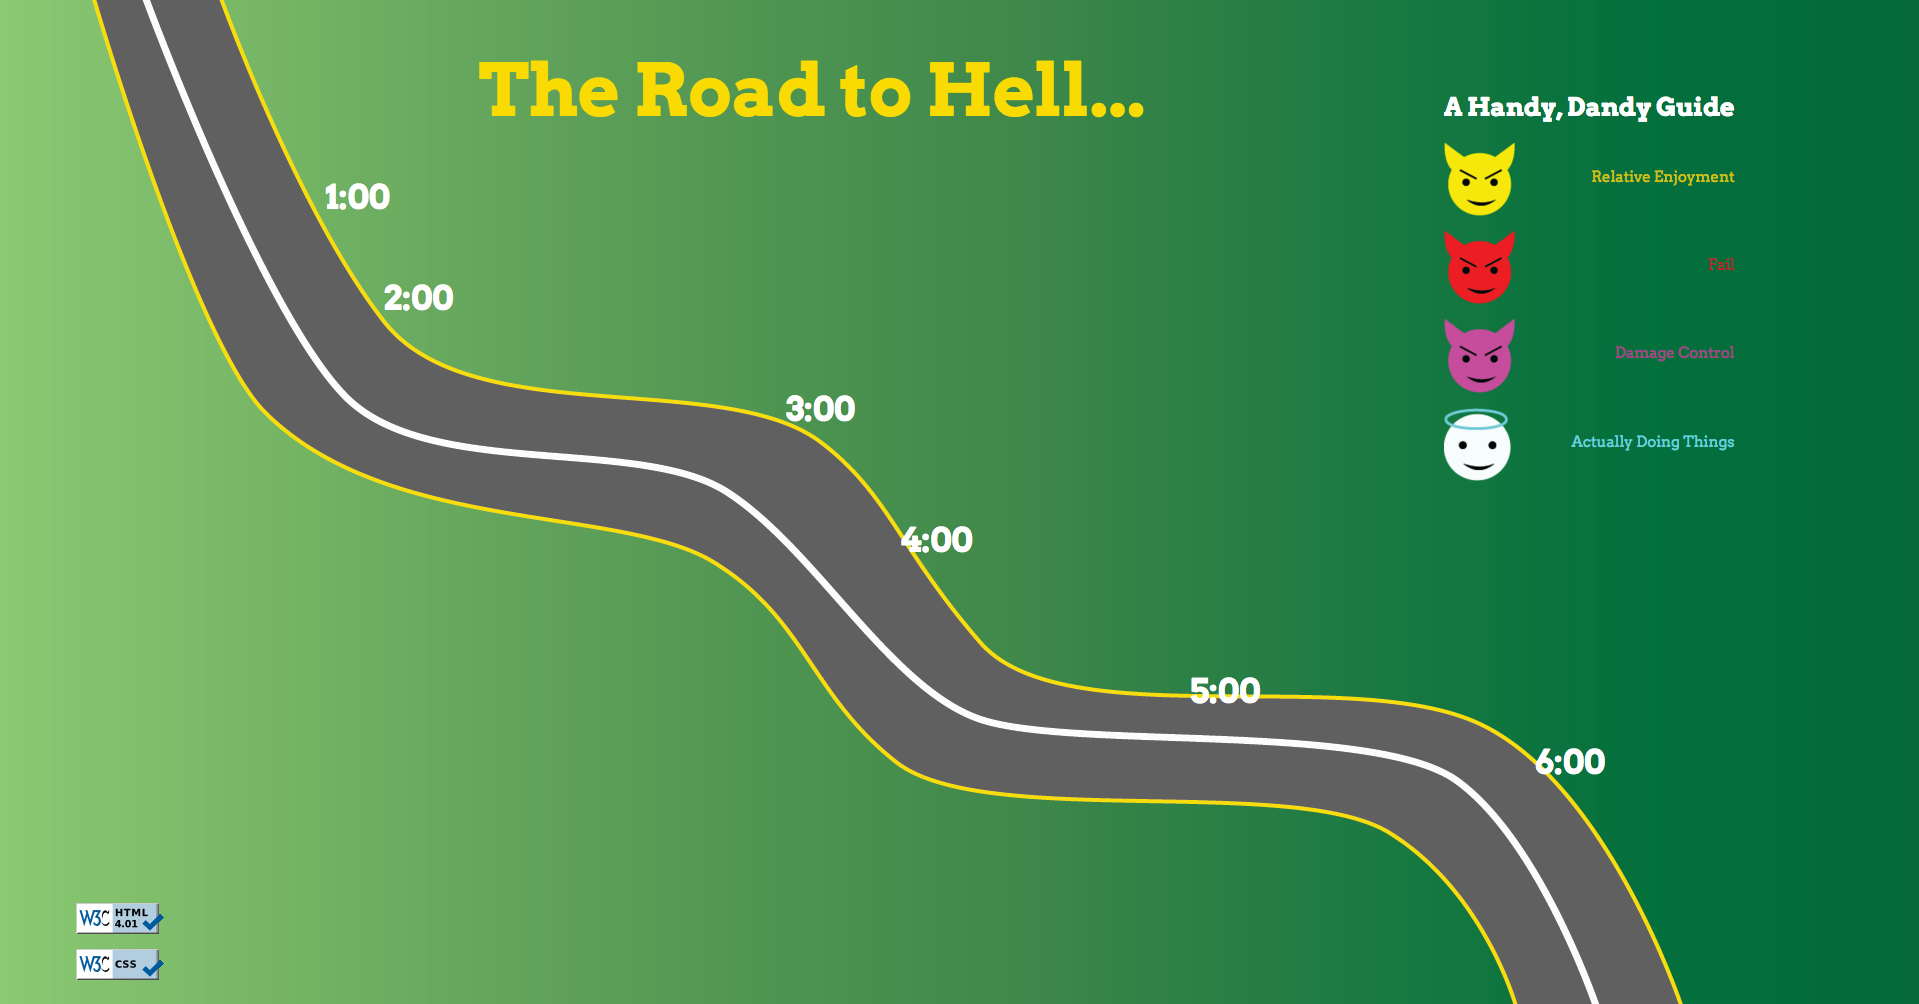 The Road to Hell...
A Handy, Dandy Guide
Relative Enjoyment
Fail
Damage Control
Actually Doing Things
1:00
2:00
3:00
4:00
5:00
6:00
W3C HTML 4.01
W3C CSS